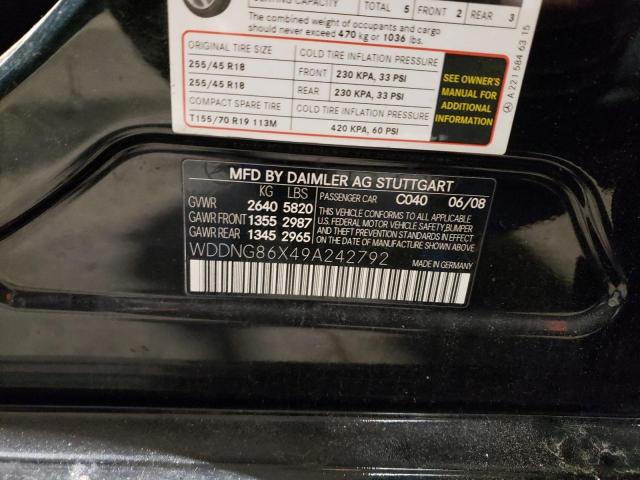 SEATING CAPACITY TOTAL 5 FRONT 2 REAR 3
The combined weight of occupants and cargo
should never exceed 470 kg or 1036 lbs.
ORIGINAL TIRE SIZE COLD TIRE INFLATION PRESSURE
255/45 R18 FRONT 230 KPA, 33 PSI
255/45 R18 REAR 230 KPA, 33 PSI
COMPACT SPARE TIRE COLD TIRE INFLATION PRESSURE
T155/70 R19 113M 420 KPA, 60 PSI
SEE OWNER'S
MANUAL FOR
ADDITIONAL
INFORMATION
A 221 584 63 15
MFD BY DAIMLER AG STUTTGART
KG LBS
GVWR 2640 5820
GAWR FRONT 1355 2987
GAWR REAR 1345 2965
PASSENGER CAR C040 06/08
THIS VEHICLE CONFORMS TO ALL APPLICABLE
U.S. FEDERAL MOTOR VEHICLE SAFETY, BUMPER
AND THEFT PREVENTION STANDARDS IN EFFECT
ON THE DATE OF MANUFACTURE SHOWN ABOVE.
WDDNG86X49A242792
MADE IN GERMANY